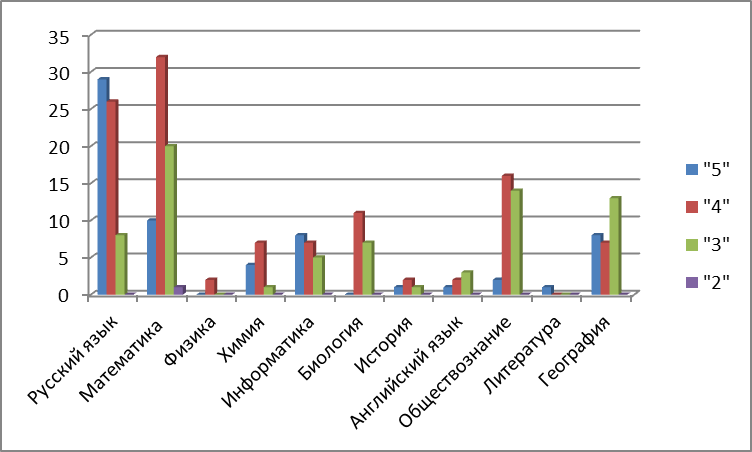 35
30
25
20
15
10
5
0
Русский язык
Математика
Физика
Химия
Информатика
Биология
История
Английский язык
Обществознание
Литература
География
"5"
"4"
"3"
"2"